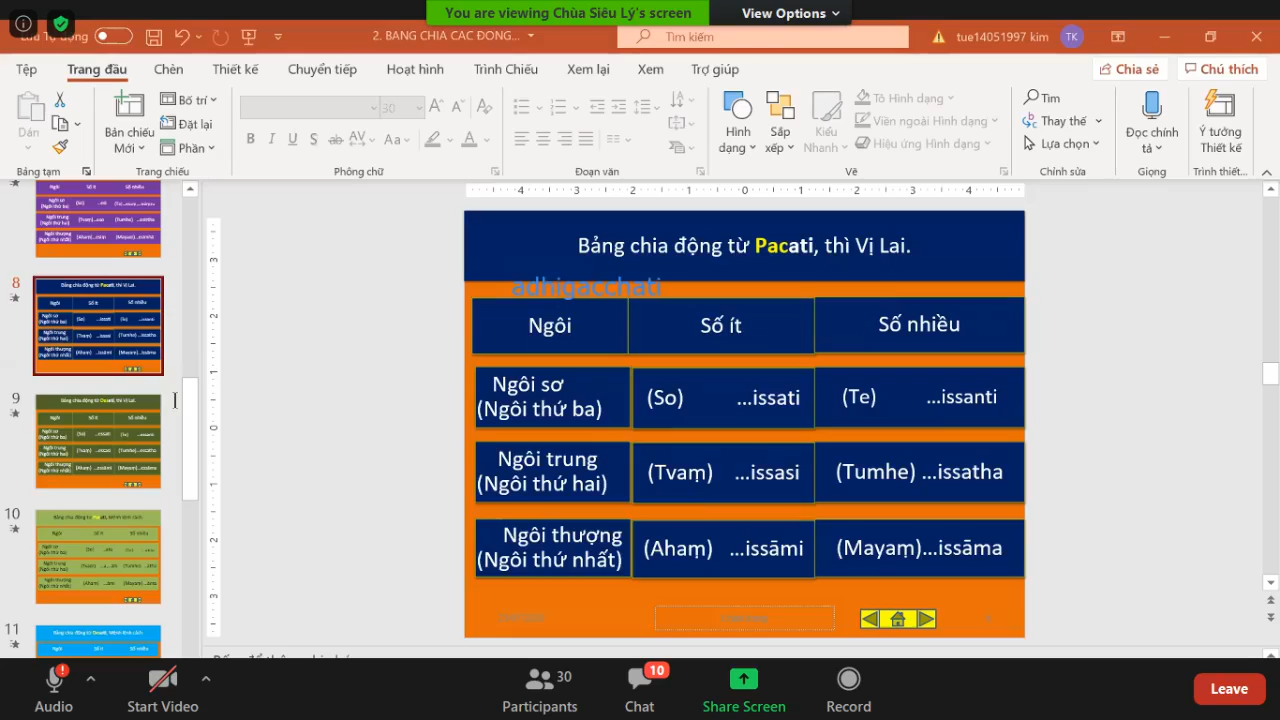 You are viewing Chùa Siêu Lý's screen
View Options
Lưu Tự động
2. BANG CHIA CÁC ĐONG...
Tìm kiếm
tue14051997 kim
TK
Tệp
Trang đầu
Chèn
Thiết kế
Chuyển tiếp
Hoạt hình
Trình Chiếu
Xem lại
Xem
Trợ giúp
Chia sẻ
Chú thích
Dán
Bản chiếu
Mới
Bố trí
Đặt lại
Phần
30
Hình
dạng
Sắp
xếp
Kiểu
Nhanh
Tô Hình dạng
Viền ngoài Hình dạng
Hiệu ứng Hình dạng
Tìm
Thay thế
Lựa chọn
Đọc chính
tả
Ý tưởng
Thiết kế
Bảng tạm
Trang chiếu
Phông chữ
Đoạn văn
Vẽ
Chỉnh sửa
Giọng
Trình thiết...
8
9
10
11
Bảng chia động từ Pacati, thì Vị Lai.
adhigacchati
Ngôi
Số ít
Số nhiều
Ngôi sơ
(Ngôi thứ ba)
(So) ...issati
(Te) ...issanti
Ngôi trung
(Ngôi thứ hai)
(Tvaṃ) ...issasi
(Tumhe) ...issatha
Ngôi thượng
(Ngôi thứ nhất)
(Ahaṃ) ...issāmi
(Mayaṃ)...issāma
Audio
Start Video
Participants
30
Chat
10
Share Screen
Record
Leave